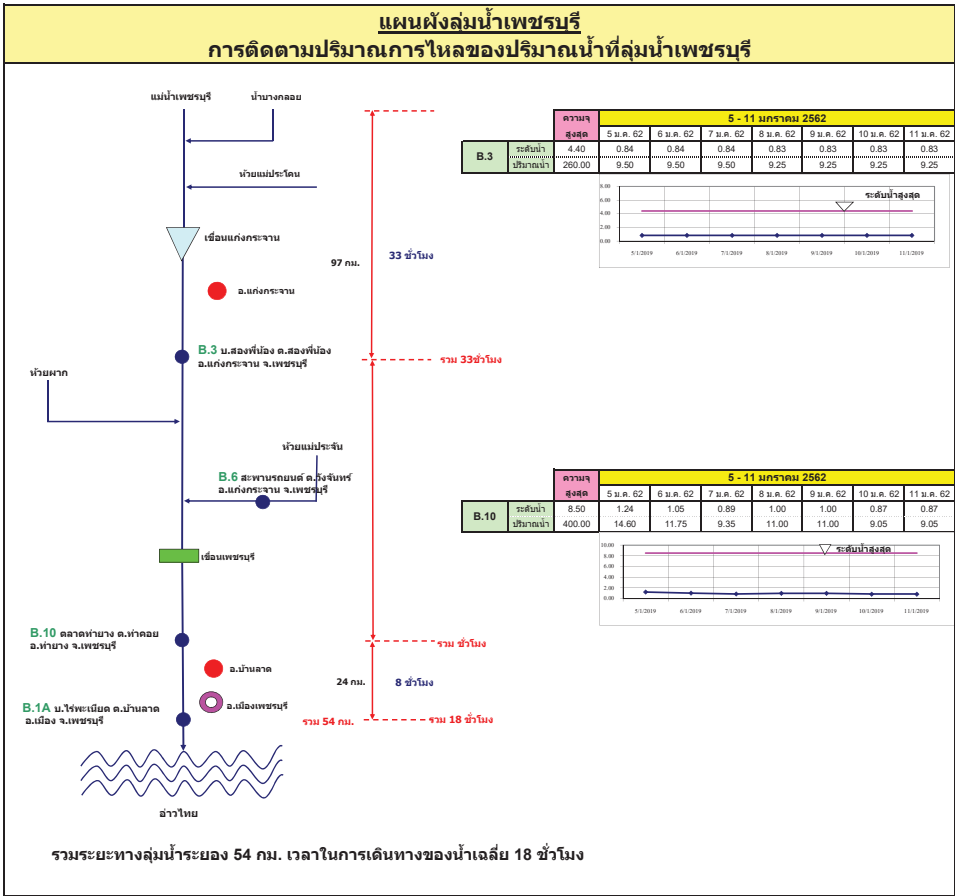 แผนผังลุ่มน้ำเพชรบุรี
การติดตามปริมาณการไหลของปริมาณน้ำที่ลุ่มน้ำเพชรบุรี
แม่น้ำเพชรบุรี
น้ำบางกลอย
ห้วยแม่ประโดน
เขื่อนแก่งกระจาน
97 กม.
33 ชั่วโมง
อ.แก่งกระจาน
B.3 บ.สองพี่น้อง ต.สองพี่น้อง
อ.แก่งกระจาน จ.เพชรบุรี
รวม 33ชั่วโมง
ห้วยผาก
ห้วยแม่ประจัน
B.6 สะพานรถยนต์ ต.วังจันทร์
อ.แก่งกระจาน จ.เพชรบุรี
เขื่อนเพชรบุรี
B.10 ตลาดท่ายาง ต.ท่าคอย
อ.ท่ายาง จ.เพชรบุรี
รวม ชั่วโมง
อ.บ้านลาด
24 กม.
8 ชั่วโมง
อ.เมืองเพชรบุรี
B.1A บ.ไร่พะเนียด ต.บ้านลาด
อ.เมือง จ.เพชรบุรี
รวม 54 กม.
รวม 18 ชั่วโมง
อ่าวไทย
รวมระยะทางลุ่มน้ำระยอง 54 กม. เวลาในการเดินทางของน้ำเฉลี่ย 18 ชั่วโมง
ความจุ สูงสุด 5 - 11 มกราคม 2562
5 ม.ค. 62 6 ม.ค. 62 7 ม.ค. 62 8 ม.ค. 62 9 ม.ค. 62 10 ม.ค. 62 11 ม.ค. 62
B.3 ระดับน้ำ 4.40 0.84 0.84 0.84 0.83 0.83 0.83 0.83
ปริมาณน้ำ 260.00 9.50 9.50 9.50 9.25 9.25 9.25 9.25
ระดับน้ำสูงสุด
8.00
6.00
4.00
2.00
0.00
5/1/2019 6/1/2019 7/1/2019 8/1/2019 9/1/2019 10/1/2019 11/1/2019
ความจุ สูงสุด 5 - 11 มกราคม 2562
5 ม.ค. 62 6 ม.ค. 62 7 ม.ค. 62 8 ม.ค. 62 9 ม.ค. 62 10 ม.ค. 62 11 ม.ค. 62
B.10 ระดับน้ำ 8.50 1.24 1.05 0.89 1.00 1.00 0.87 0.87
ปริมาณน้ำ 400.00 14.60 11.75 9.35 11.00 11.00 9.05 9.05
ระดับน้ำสูงสุด
10.00
8.00
6.00
4.00
2.00
0.00
5/1/2019 6/1/2019 7/1/2019 8/1/2019 9/1/2019 10/1/2019 11/1/2019